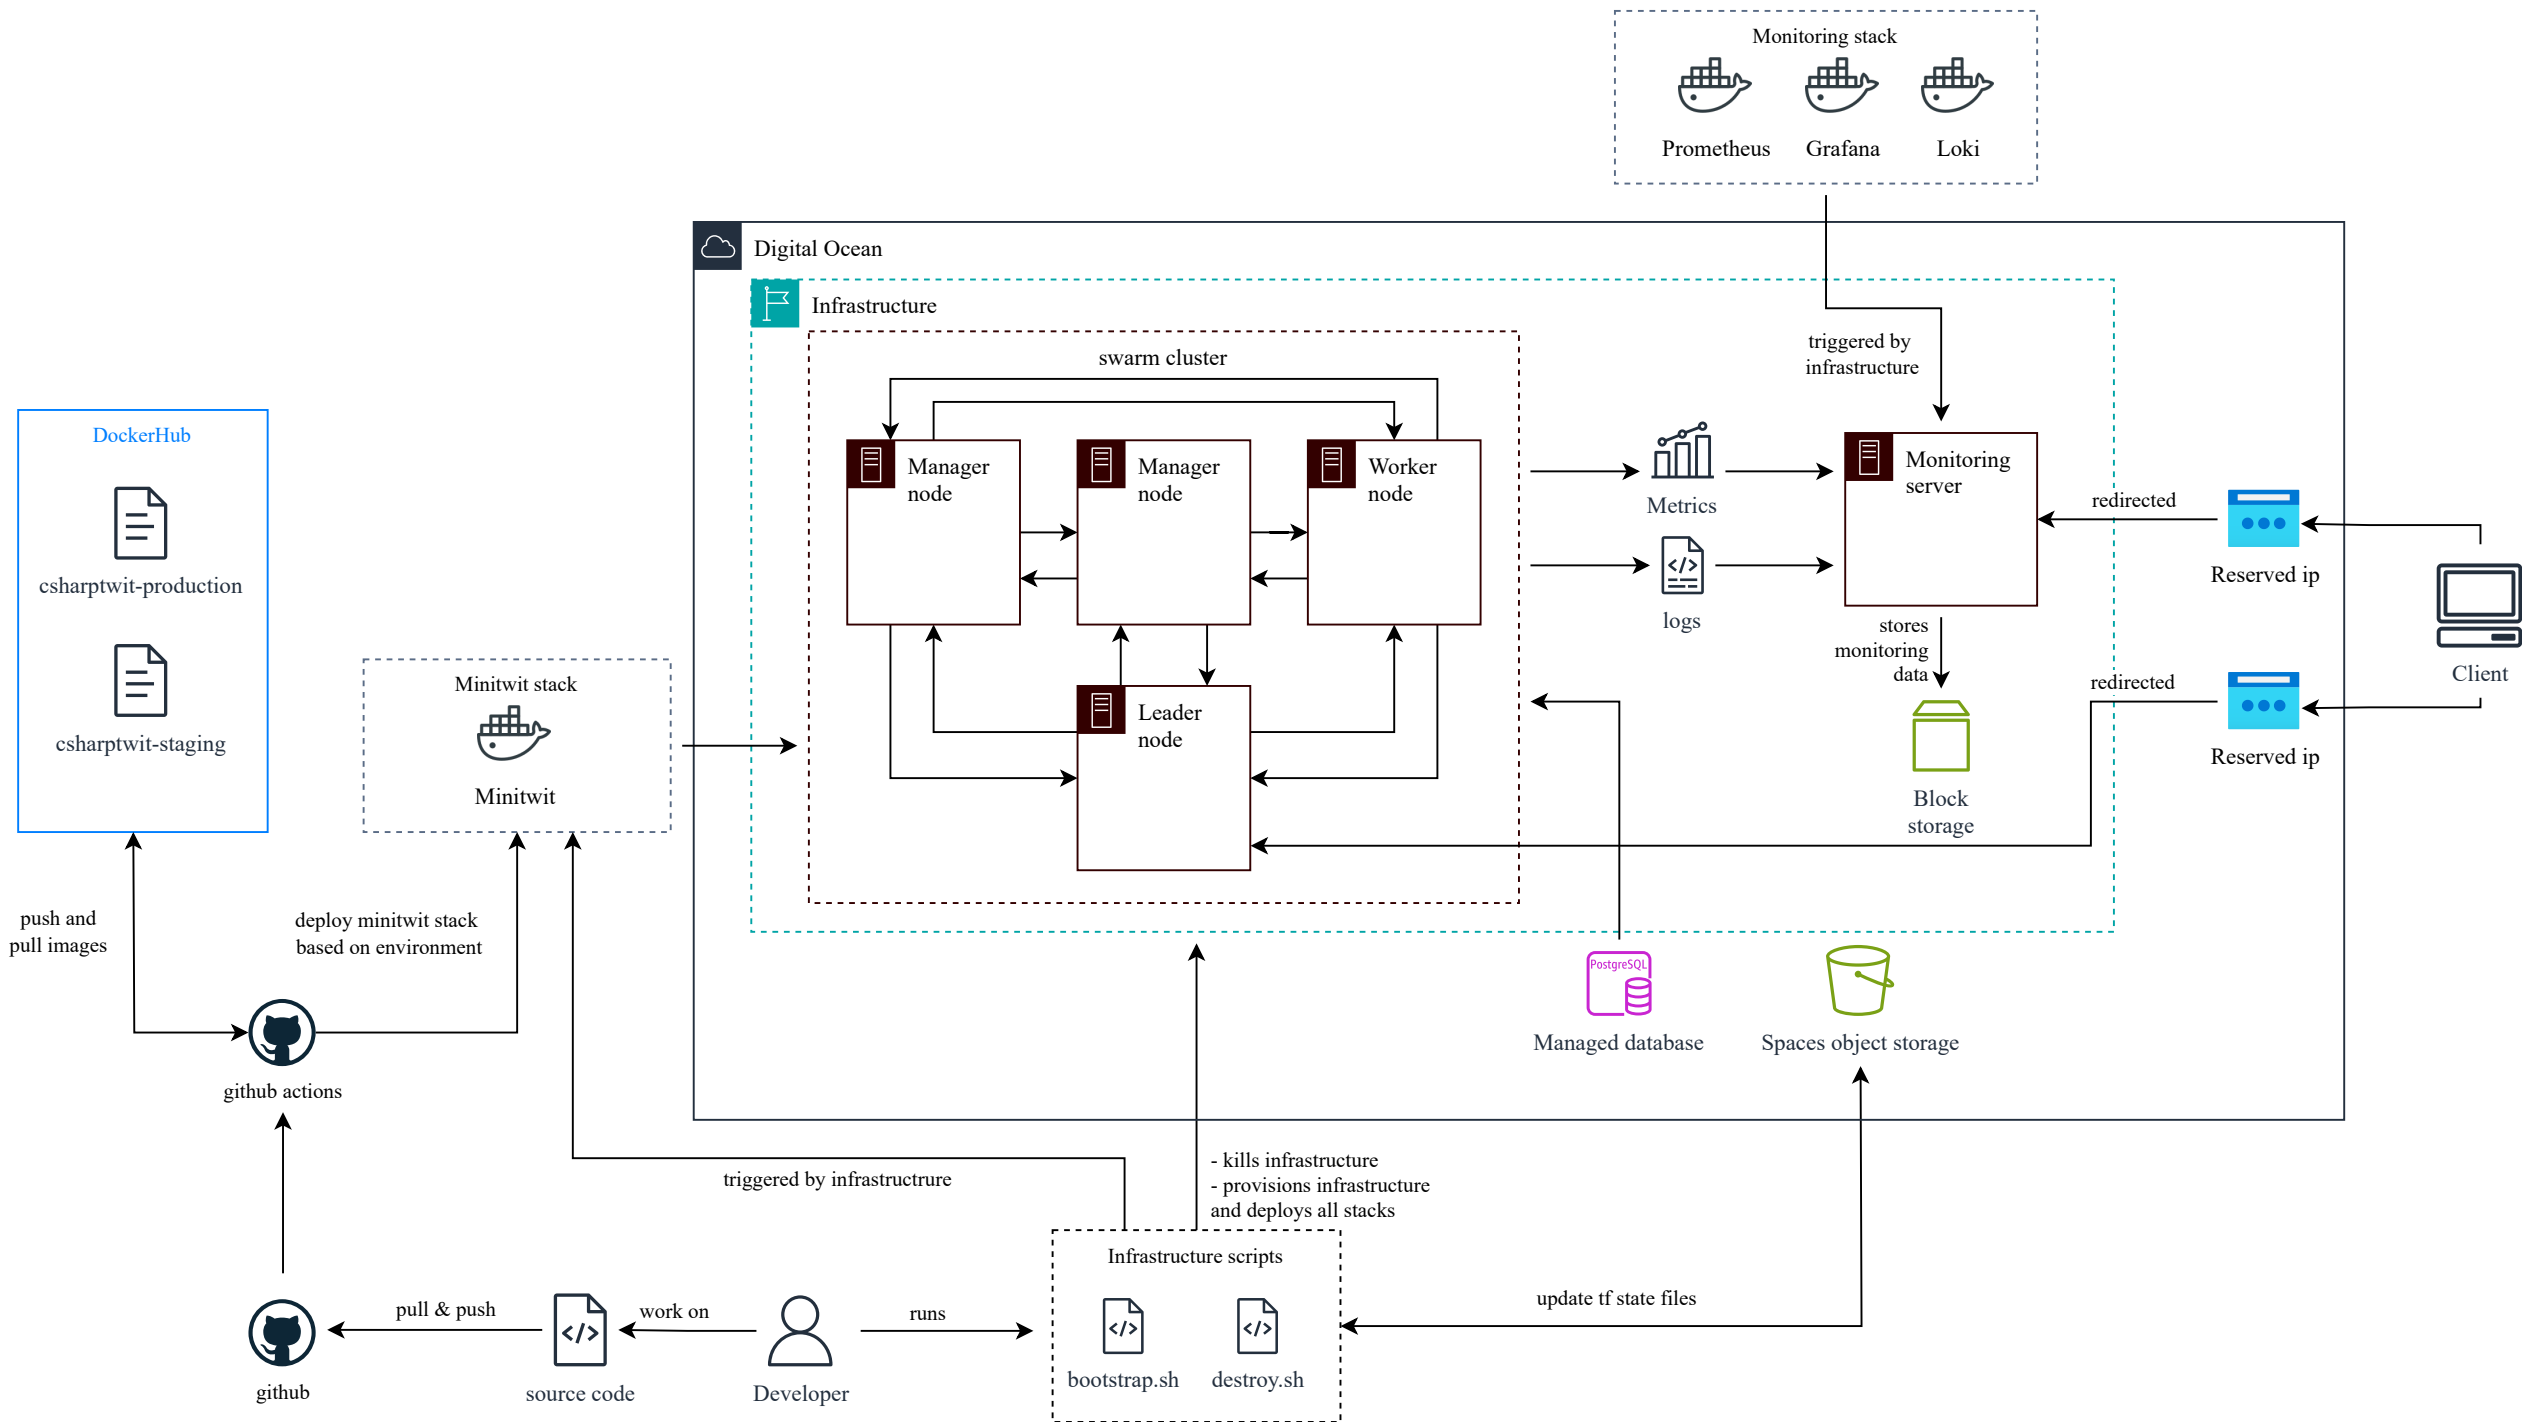 Monitoring stack
Prometheus
Grafana
Loki
Digital Ocean
Infrastructure
swarm cluster
triggered by
infrastructure
DockerHub
csharptwit-production
csharptwit-staging
Manager
node
Manager
node
Worker
node
Leader
node
Metrics
logs
Monitoring
server
redirected
Reserved ip
stores
monitoring
data
redirected
Reserved ip
Client
Block
storage
Minitwit stack
Minitwit
push and
pull images
deploy minitwit stack
based on environment
PostgreSQL
Managed database
Spaces object storage
github actions
triggered by infrastructrure
- kills infrastructure
- provisions infrastructure
and deploys all stacks
Infrastructure scripts
bootstrap.sh
destroy.sh
update tf state files
pull & push
work on
runs
github
source code
Developer